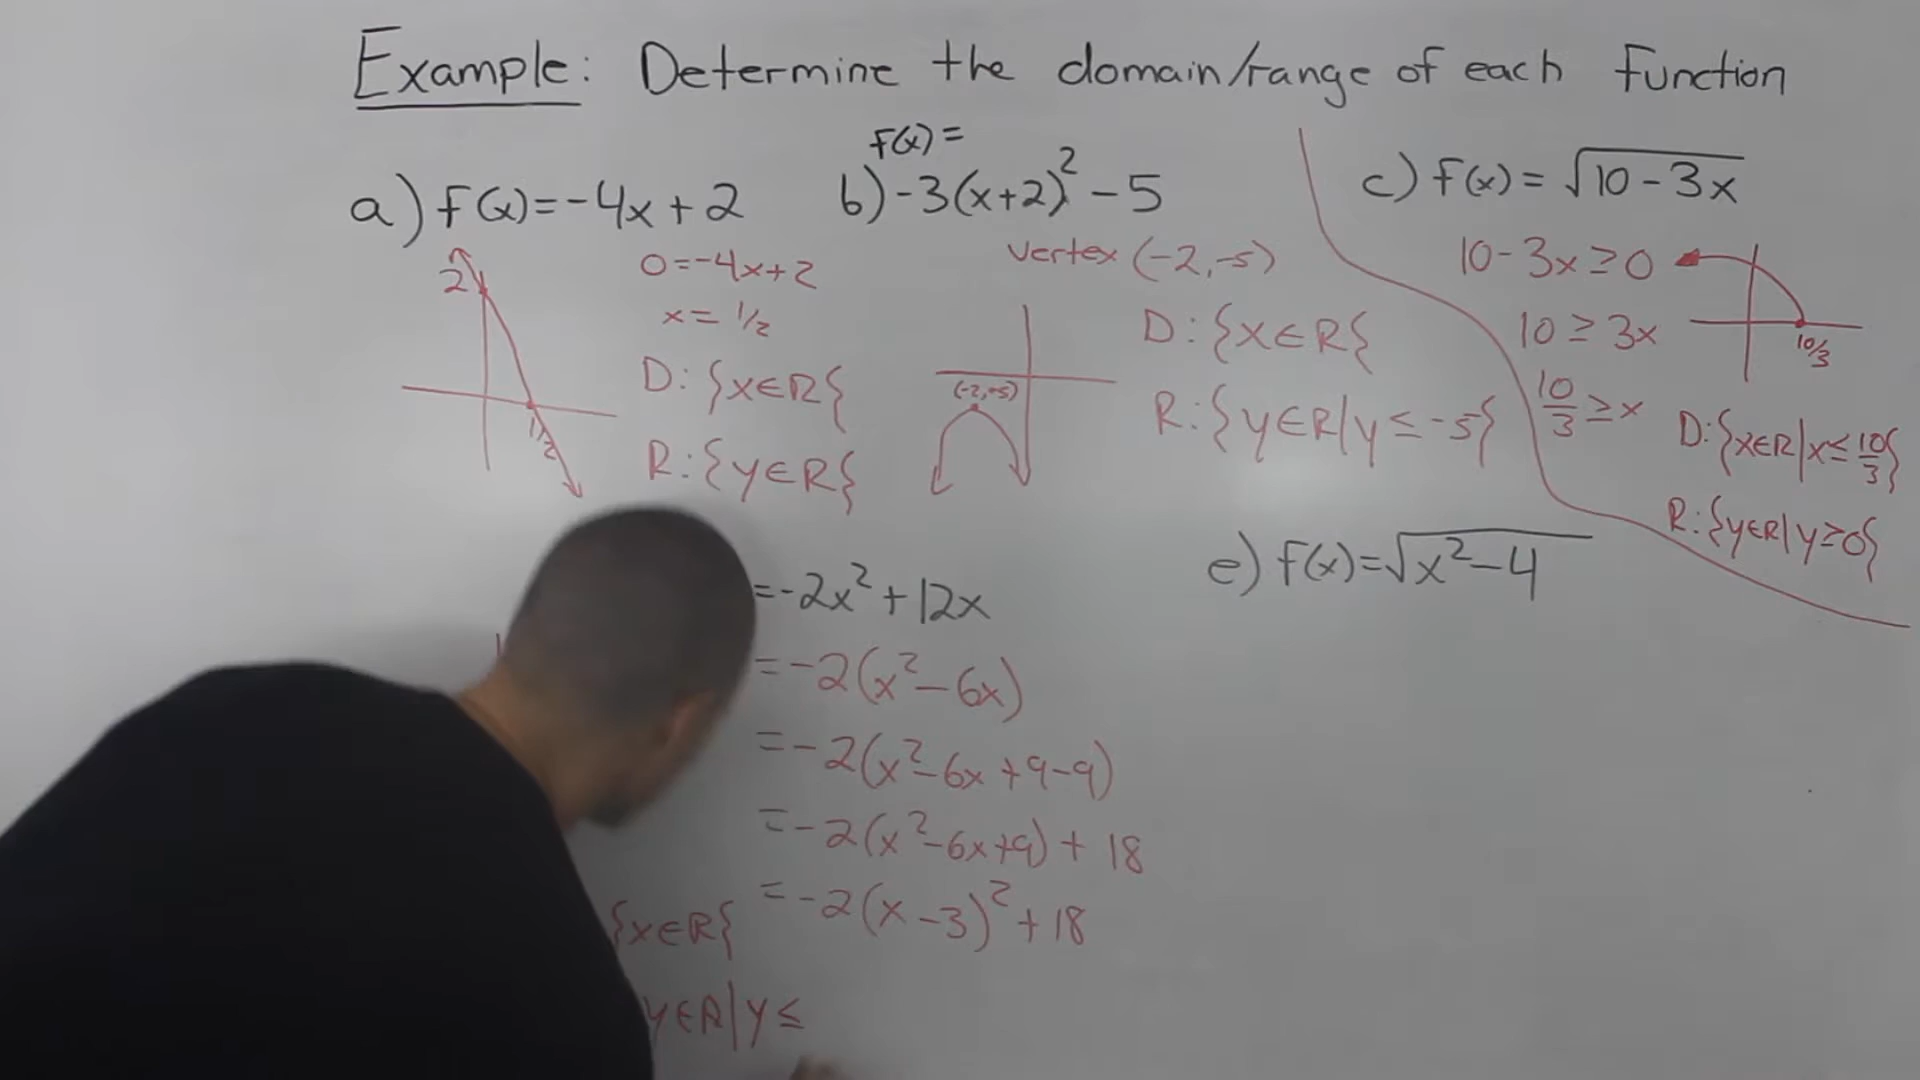 Example: Determine the domain/range of each function
a) f(x)=-4x+2
2
1/2
0=-4x+2
x= 1/2
D: {x∈R}
R: {y∈R}
f(x)=
b) -3(x+2)²-5
vertex (-2,-5)
(-2,-5)
D: {x∈R}
R: {y∈R|y≤-5}
c) f(x)=√10-3x
10-3x≥0
10≥3x
10/3≥x
10/3
D: {x∈R|x≤10/3}
R: {y∈R|y≥0}
=-2x²+12x
=-2(x²-6x)
=-2(x²-6x+9-9)
=-2(x²-6x+9)+18
=-2(x-3)²+18
{x∈R}
y∈R|y≤
e) f(x)=√x²-4